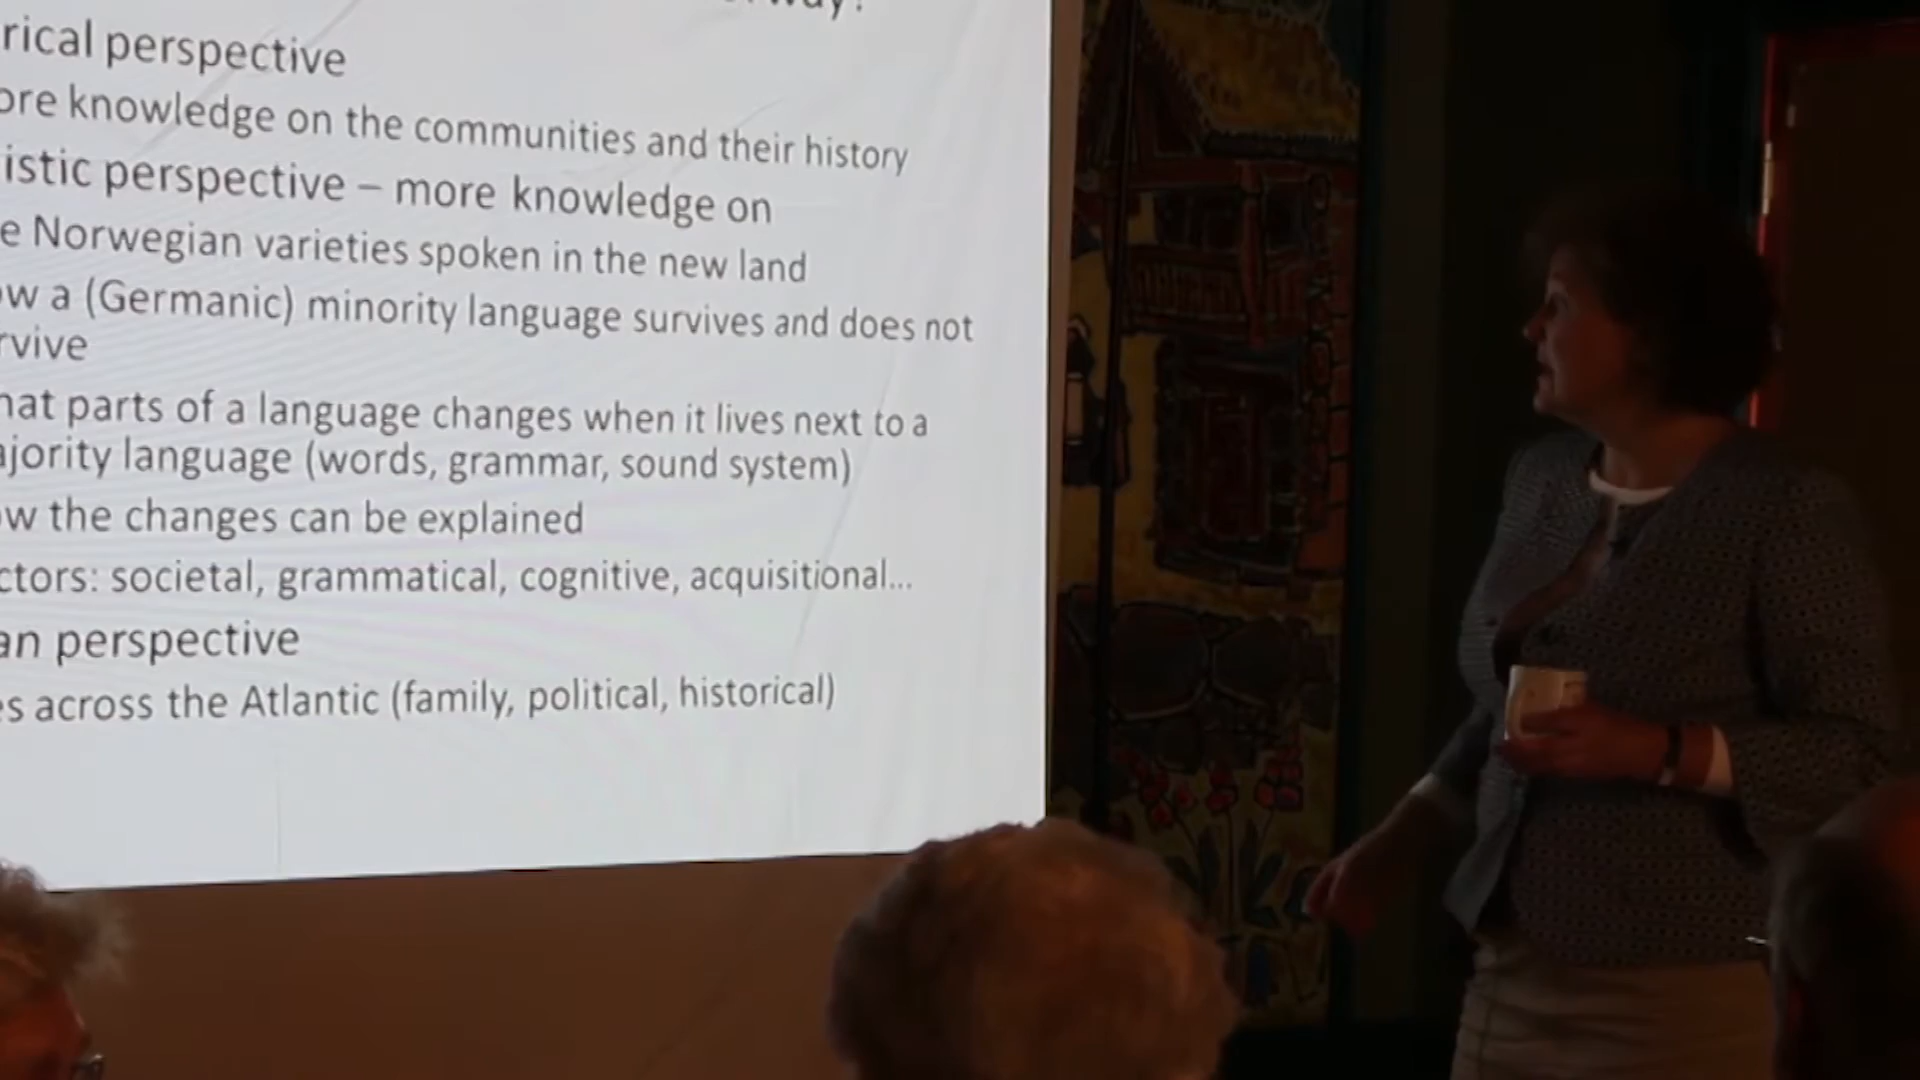 rical perspective
ore knowledge on the communities and their history
istic perspective – more knowledge on
e Norwegian varieties spoken in the new land
ow a (Germanic) minority language survives and does not
rvive
hat parts of a language changes when it lives next to a
ajority language (words, grammar, sound system)
ow the changes can be explained
ctors: societal, grammatical, cognitive, acquisitional...
an perspective
es across the Atlantic (family, political, historical)